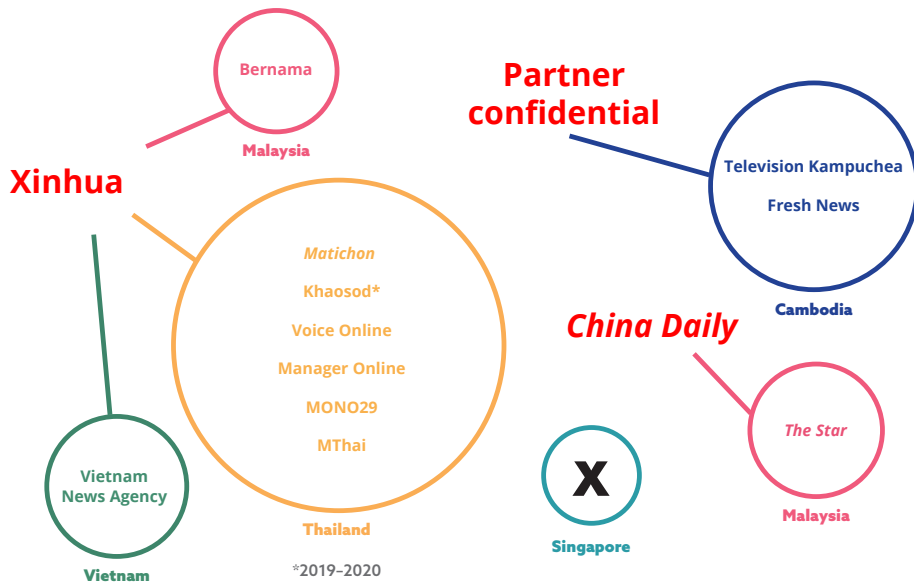 Bernama
Malaysia
Xinhua
Matichon
Khaosod*
Voice Online
Manager Online
MONO29
MThai
Thailand
*2019–2020
Vietnam
News Agency
Vietnam
Partner
confidential
Television Kampuchea
Fresh News
Cambodia
China Daily
The Star
Malaysia
X
Singapore